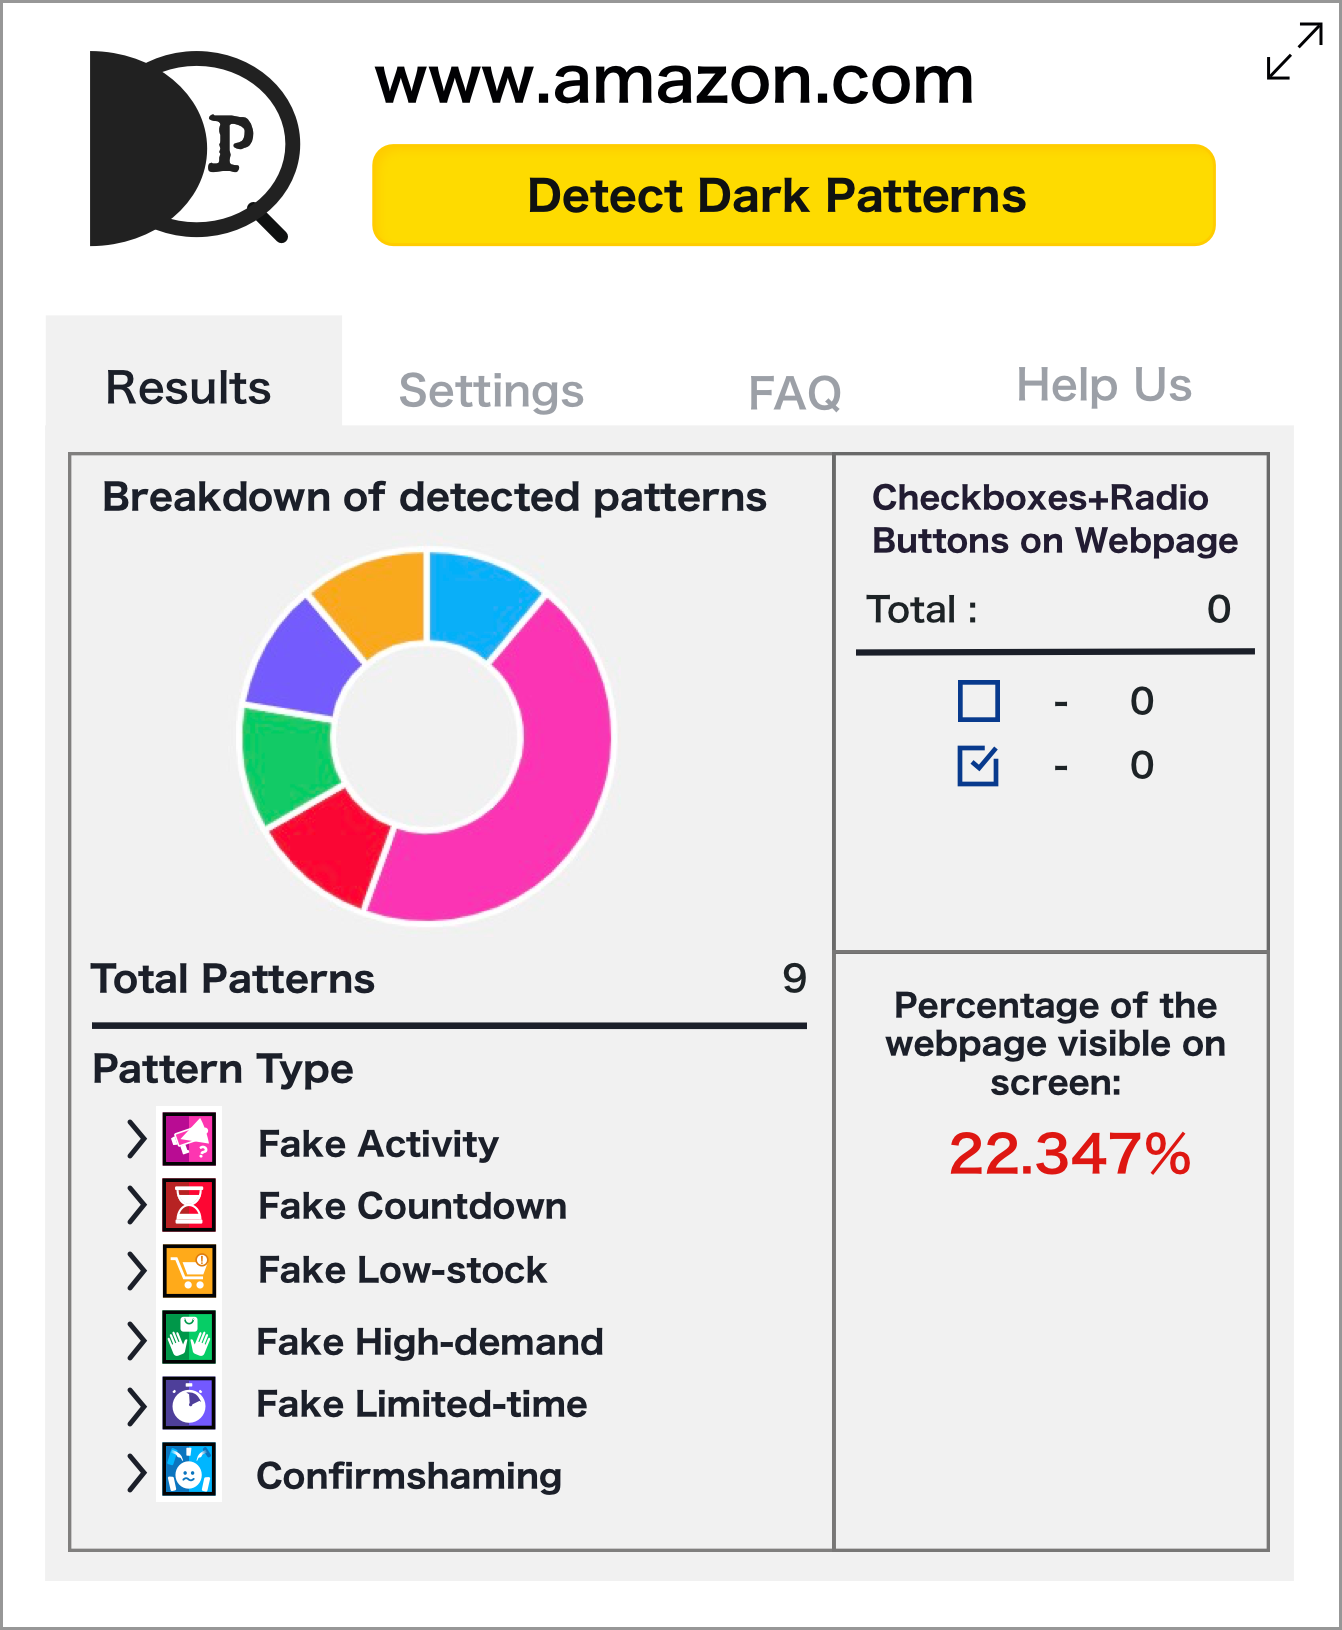 P
www.amazon.com
Detect Dark Patterns
Results
Settings
FAQ
Help Us
Breakdown of detected patterns
Total Patterns 9
Pattern Type
Fake Activity
Fake Countdown
Fake Low-stock
Fake High-demand
Fake Limited-time
Confirmshaming
Checkboxes+Radio
Buttons on Webpage
Total : 0
- 0
- 0
Percentage of the
webpage visible on
screen:
22.347%